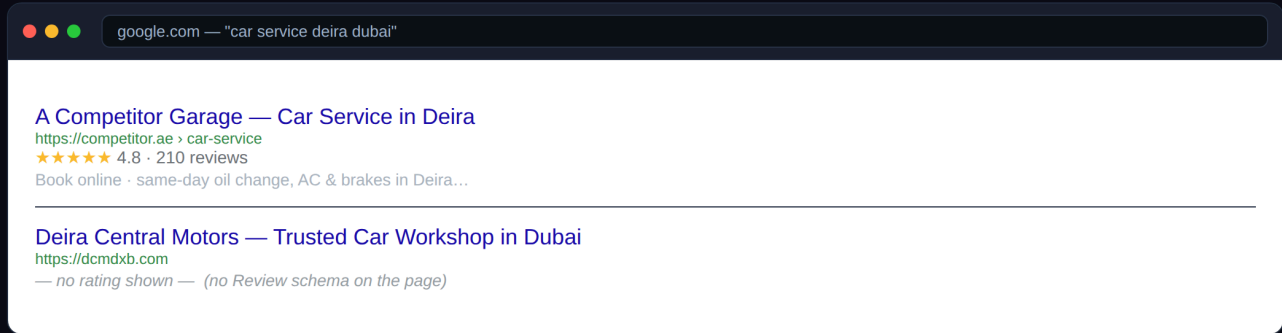 google.com — "car service deira dubai"
A Competitor Garage — Car Service in Deira
https://competitor.ae › car-service
★★★★★ 4.8 · 210 reviews
Book online · same-day oil change, AC & brakes in Deira…
Deira Central Motors — Trusted Car Workshop in Dubai
https://dcmdxb.com
— no rating shown — (no Review schema on the page)